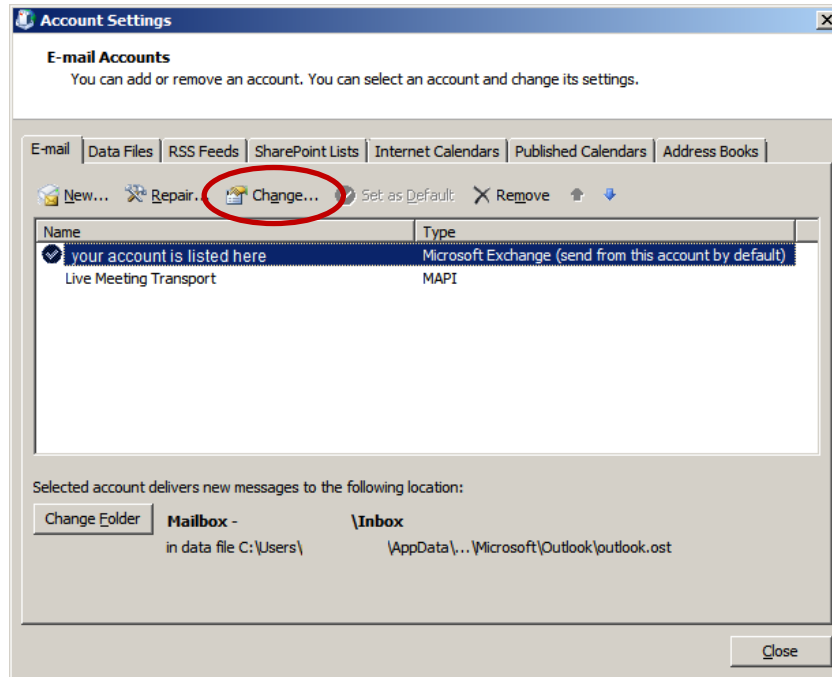 Account Settings
E-mail Accounts
You can add or remove an account. You can select an account and change its settings.
E-mail Data Files RSS Feeds SharePoint Lists Internet Calendars Published Calendars Address Books
New... Repair... Change... Set as Default Remove
Name Type
your account is listed here Microsoft Exchange (send from this account by default)
Live Meeting Transport MAPI
Selected account delivers new messages to the following location:
Change Folder Mailbox - \Inbox
in data file C:\Users\ \AppData\...\Microsoft\Outlook\outlook.ost
Close